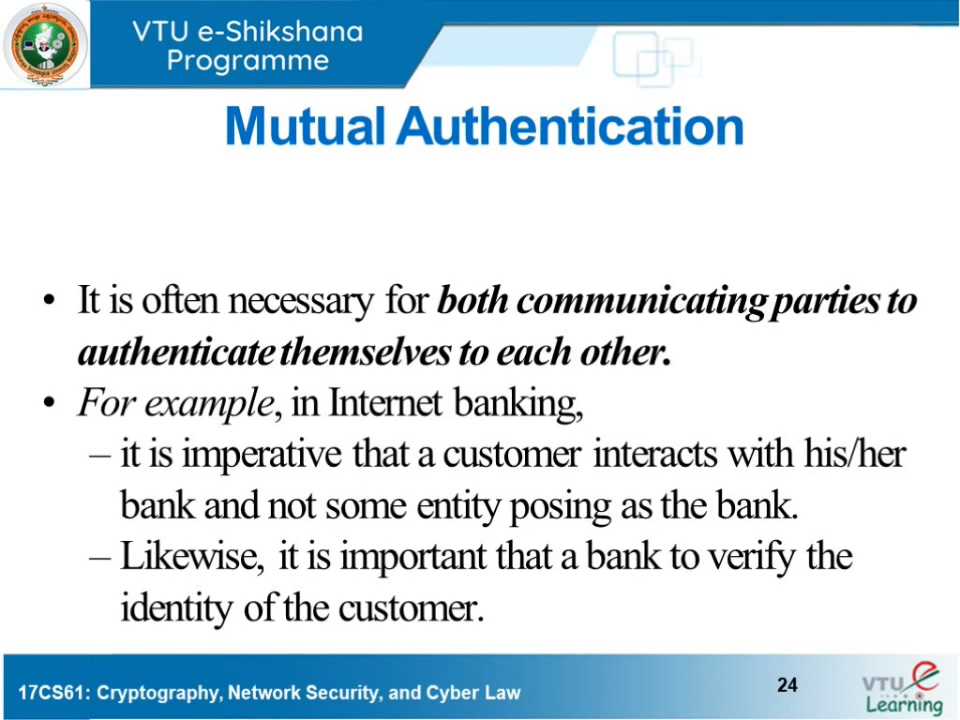 VTU e-Shikshana
Programme
Mutual Authentication
• It is often necessary for both communicating parties to
authenticate themselves to each other.
• For example, in Internet banking,
– it is imperative that a customer interacts with his/her
bank and not some entity posing as the bank.
– Likewise, it is important that a bank to verify the
identity of the customer.
17CS61: Cryptography, Network Security, and Cyber Law
24
VTU e
Learning